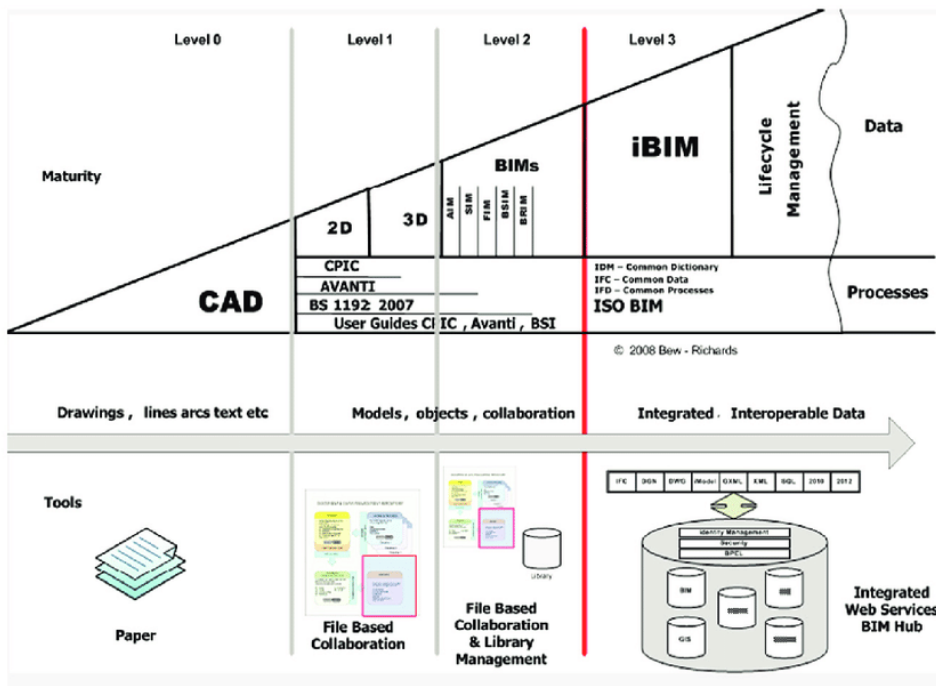 Level 0
Level 1
Level 2
Level 3
Maturity
CAD
2D
3D
BIMs
AIM
SIM
FIM
BSIM
BRIM
iBIM
Lifecycle
Management
Data
CPIC
AVANTI
BS 1192: 2007
User Guides CPIC , Avanti , BSI
IDM – Common Dictionary
IFC – Common Data
IFD – Common Processes
ISO BIM
Processes
© 2008 Bew - Richards
Drawings , lines arcs text etc
Models , objects , collaboration
Integrated , Interoperable Data
Tools
Paper
File Based
Collaboration
Library
File Based
Collaboration
& Library
Management
IFC DGN DWG iModel GXML XML SQL 2010 2012
Identity Management
Security
BPEL
BIM
GIS
Integrated
Web Services
BIM Hub